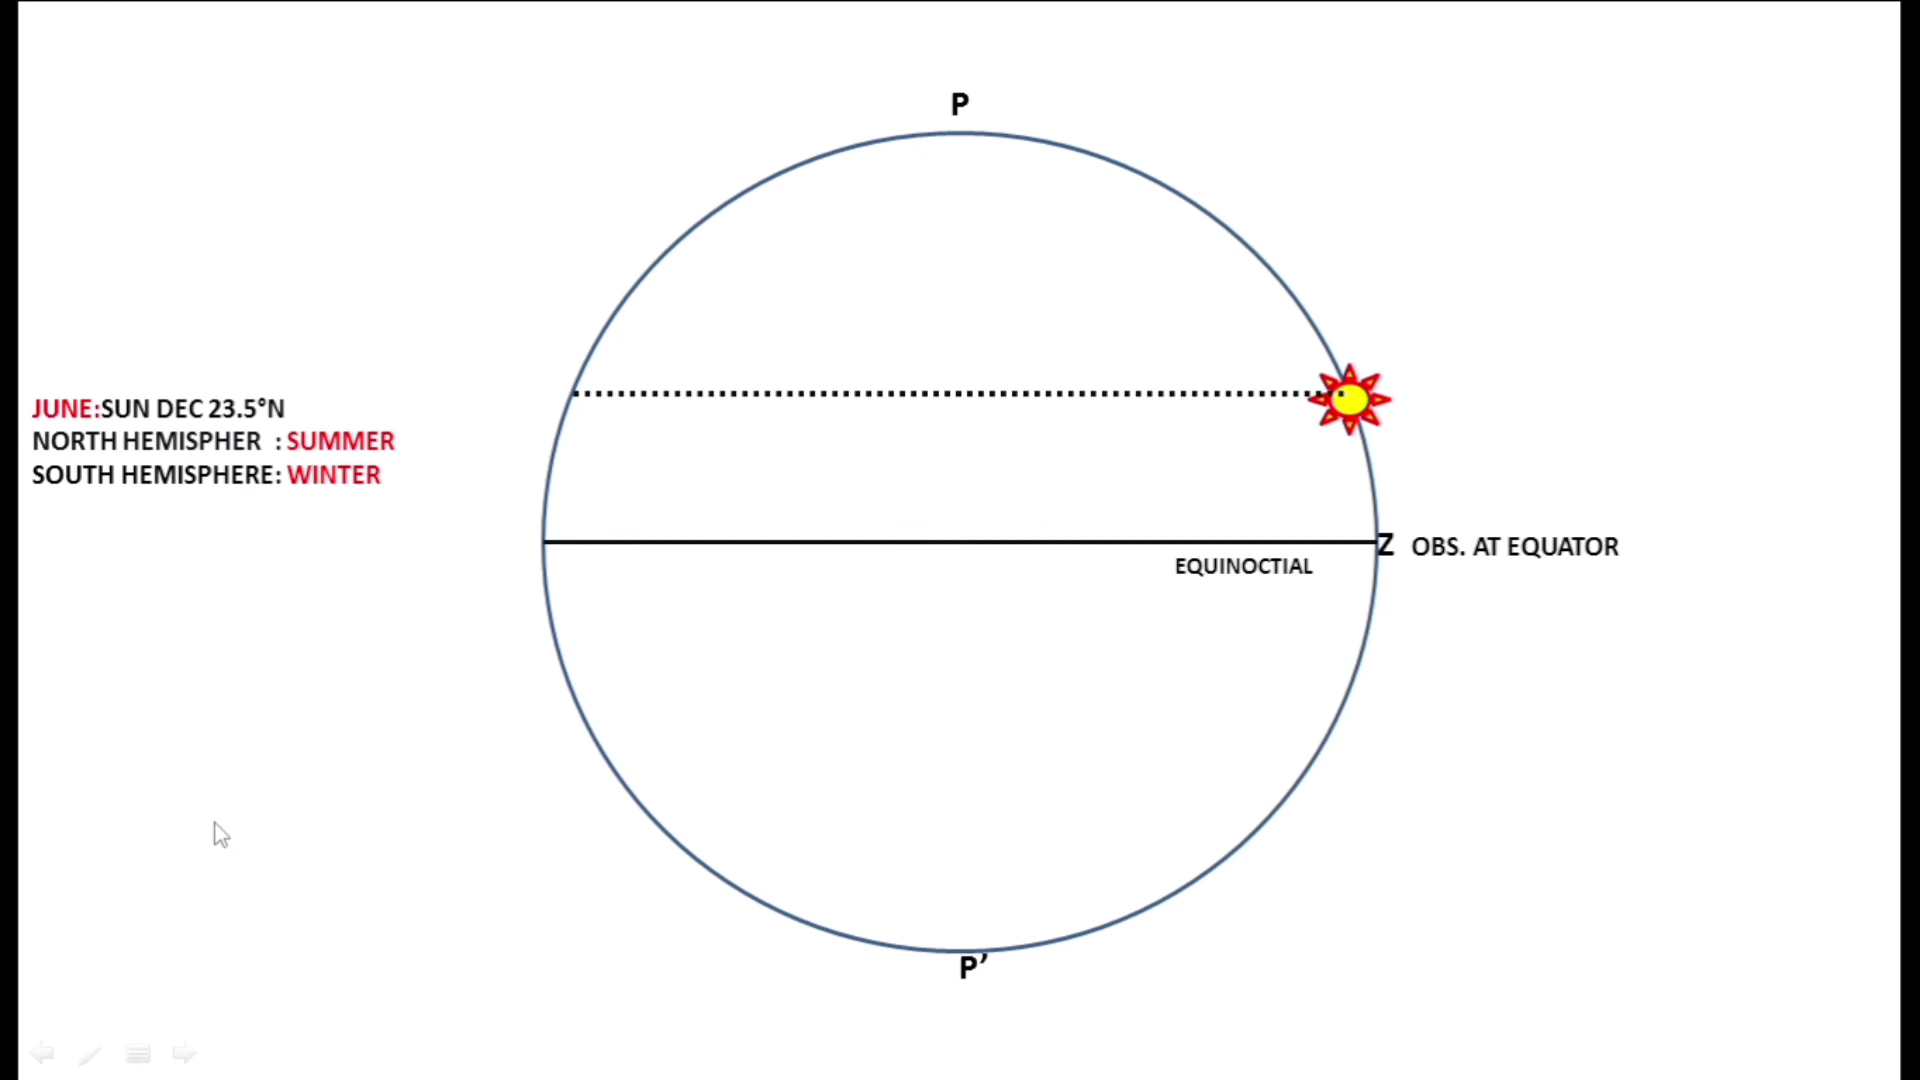 P
JUNE:SUN DEC 23.5°N
NORTH HEMISPHER : SUMMER
SOUTH HEMISPHERE: WINTER
Z OBS. AT EQUATOR
EQUINOCTIAL
P’